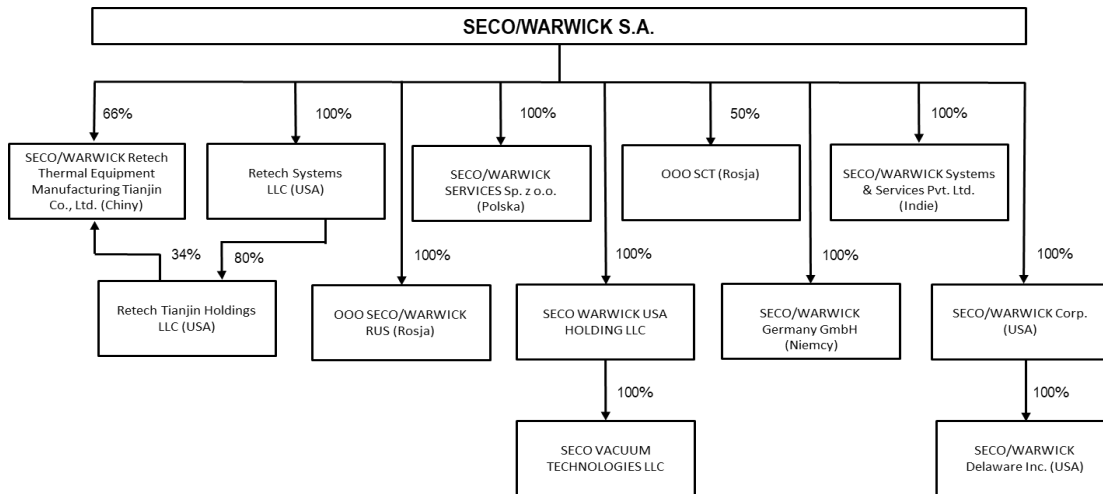 SECO/WARWICK S.A.
66%
100%
100%
50%
100%
SECO/WARWICK Retech
Thermal Equipment
Manufacturing Tianjin
Co., Ltd. (Chiny)
Retech Systems
LLC (USA)
SECO/WARWICK
SERVICES Sp. z o.o.
(Polska)
OOO SCT (Rosja)
SECO/WARWICK Systems
& Services Pvt. Ltd.
(Indie)
34%
80%
100%
100%
100%
100%
Retech Tianjin Holdings
LLC (USA)
OOO SECO/WARWICK
RUS (Rosja)
SECO WARWICK USA
HOLDING LLC
SECO/WARWICK
Germany GmbH
(Niemcy)
SECO/WARWICK Corp.
(USA)
100%
100%
SECO VACUUM
TECHNOLOGIES LLC
SECO/WARWICK
Delaware Inc. (USA)